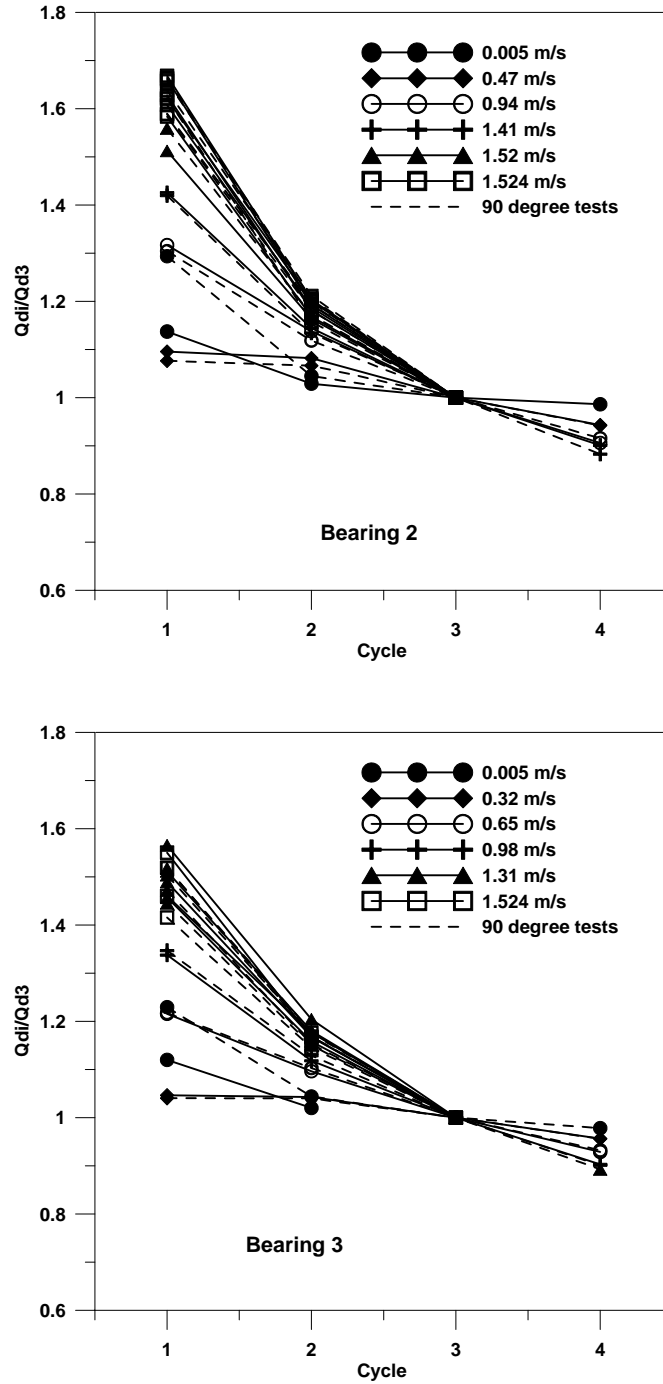 1.8
1.6
1.4
1.2
1
0.8
0.6
Qdi/Qd3
0.005 m/s
0.47 m/s
0.94 m/s
1.41 m/s
1.52 m/s
1.524 m/s
90 degree tests
Bearing 2
1 2 3 4
Cycle
1.8
1.6
1.4
1.2
1
0.8
0.6
Qdi/Qd3
0.005 m/s
0.32 m/s
0.65 m/s
0.98 m/s
1.31 m/s
1.524 m/s
90 degree tests
Bearing 3
1 2 3 4
Cycle